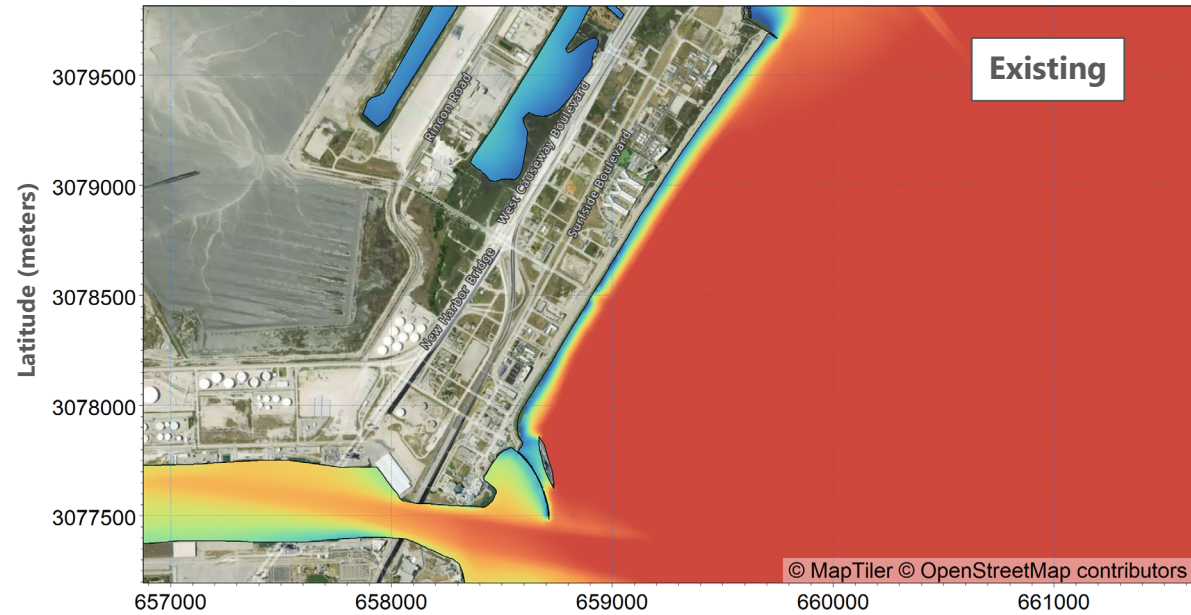 Existing
Latitude (meters)
3079500
3079000
3078500
3078000
3077500
Rincon Road
West Causeway Boulevard
Surfside Boulevard
New Harbor Bridge
© MapTiler © OpenStreetMap contributors
657000
658000
659000
660000
661000